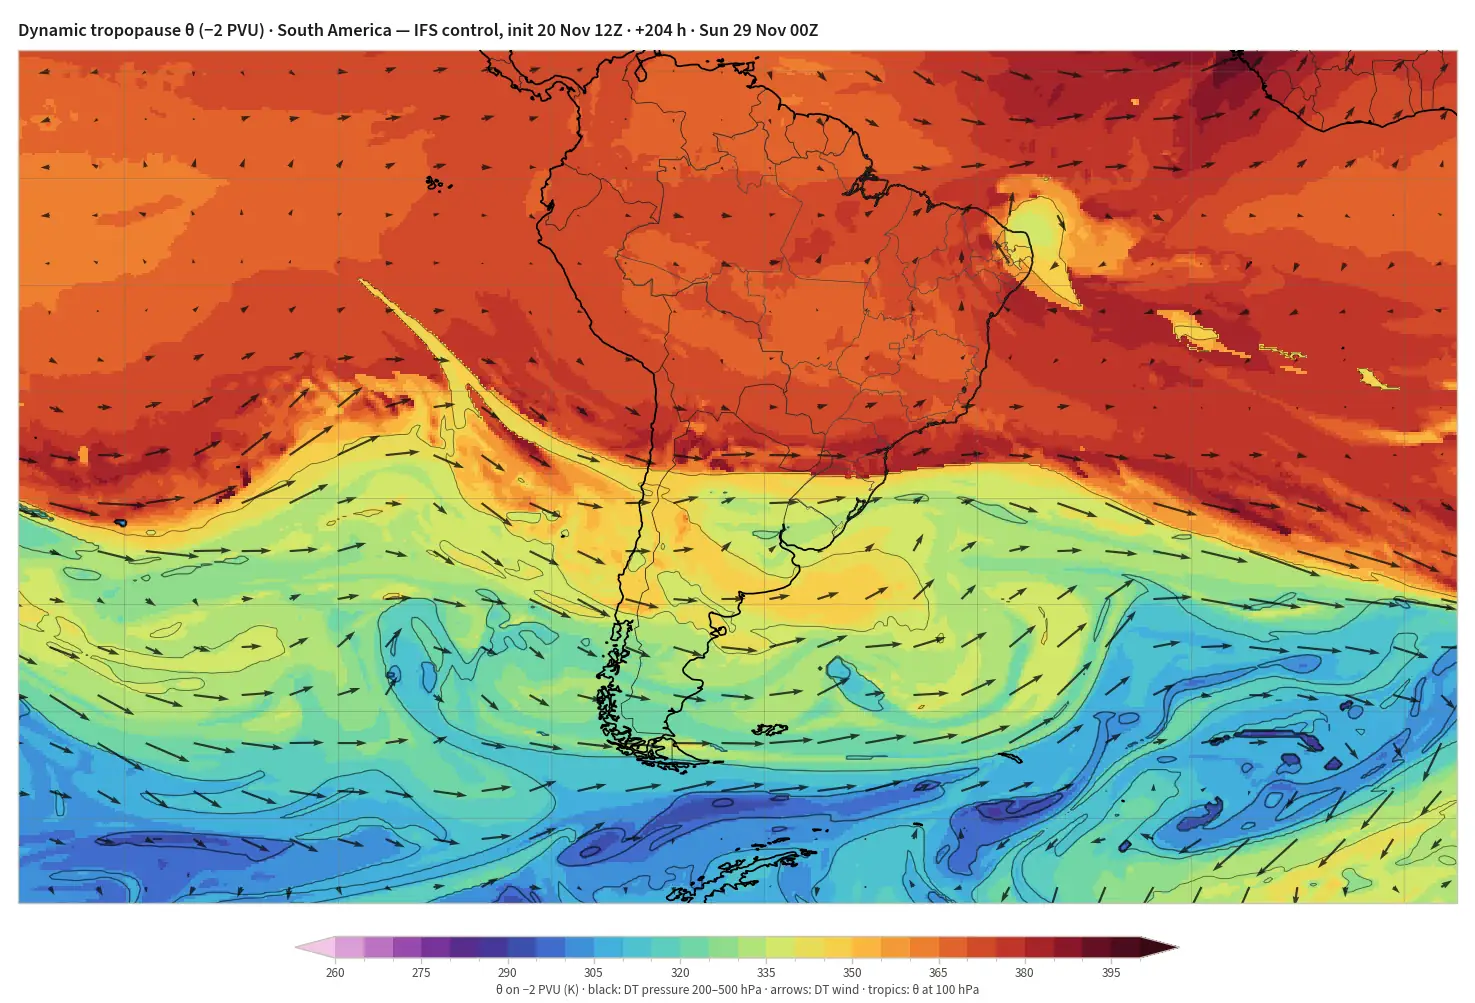 Dynamic tropopause θ (−2 PVU) · South America — IFS control, init 20 Nov 12Z · +204 h · Sun 29 Nov 00Z
260 275 290 305 320 335 350 365 380 395
θ on −2 PVU (K) · black: DT pressure 200–500 hPa · arrows: DT wind · tropics: θ at 100 hPa